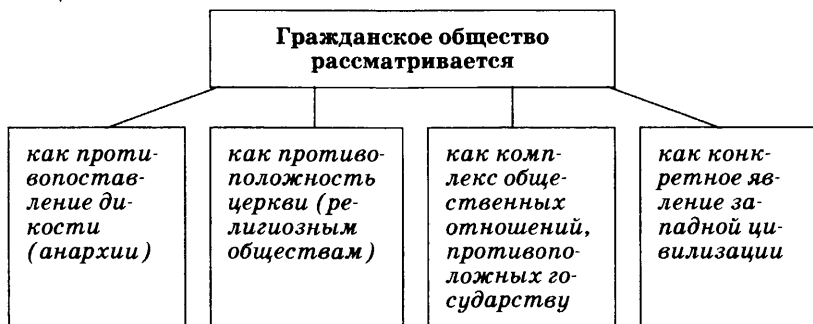 Гражданское общество
рассматривается
как проти-
вопостав-
ление ди-
кости
(анархии)
как противо-
положность
церкви (ре-
лигиозным
обществам)
как комп-
лекс обще-
ственных
отношений,
противопо-
ложных го-
сударству
как конк-
ретное яв-
ление за-
падной ци-
вилизации